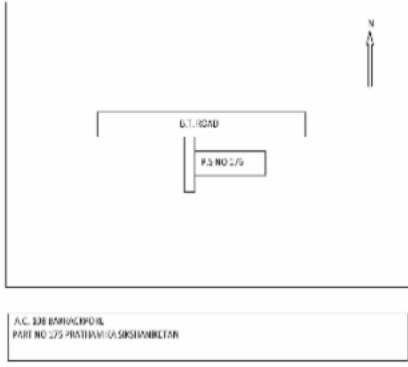 N
B.T. ROAD
P.S NO 175
A.C. 108 BARRACKPORE,
PART NO 175 PRATHAMIKA SIKSHANIKETAN